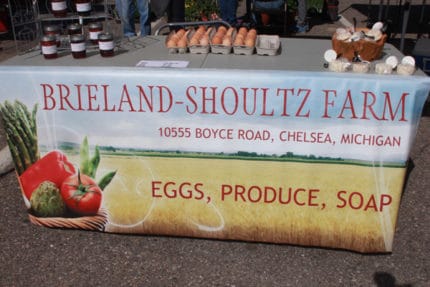 BRIELAND-SHOULTZ FARM
10555 BOYCE ROAD, CHELSEA, MICHIGAN
EGGS, PRODUCE, SOAP